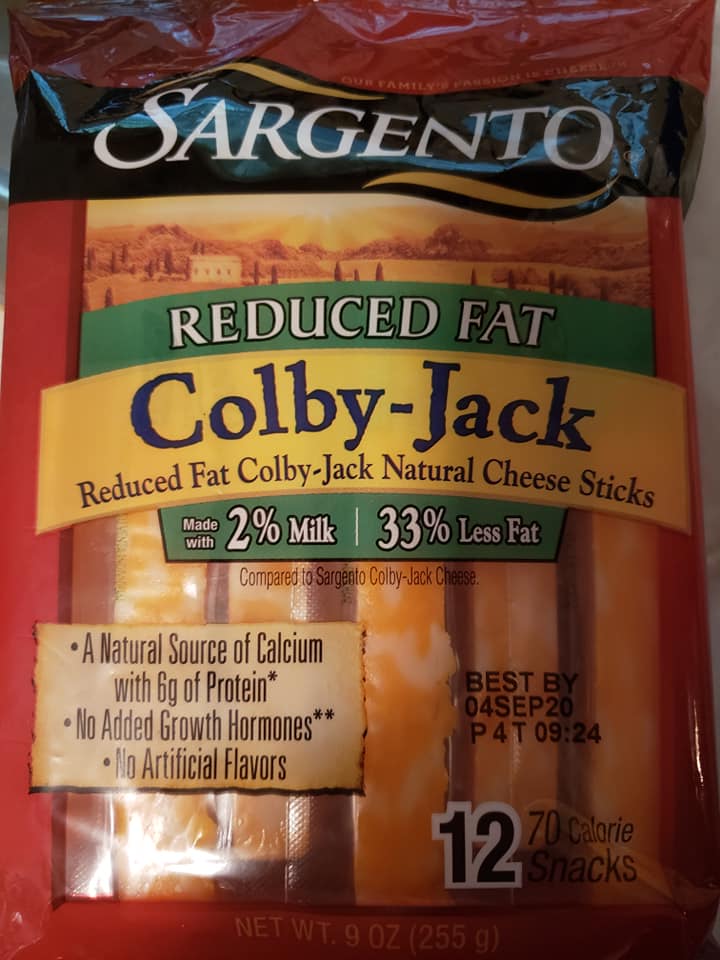 OUR FAMILY'S PASSION IS CHEESE.™
SARGENTO®
REDUCED FAT
Colby-Jack
Reduced Fat Colby-Jack Natural Cheese Sticks
Made with 2% Milk | 33% Less Fat
Compared to Sargento Colby-Jack Cheese.
• A Natural Source of Calcium
with 6g of Protein*
• No Added Growth Hormones**
• No Artificial Flavors
BEST BY
04SEP20
P 4 T 09:24
12 70 Calorie
Snacks
NET WT. 9 OZ (255 g)